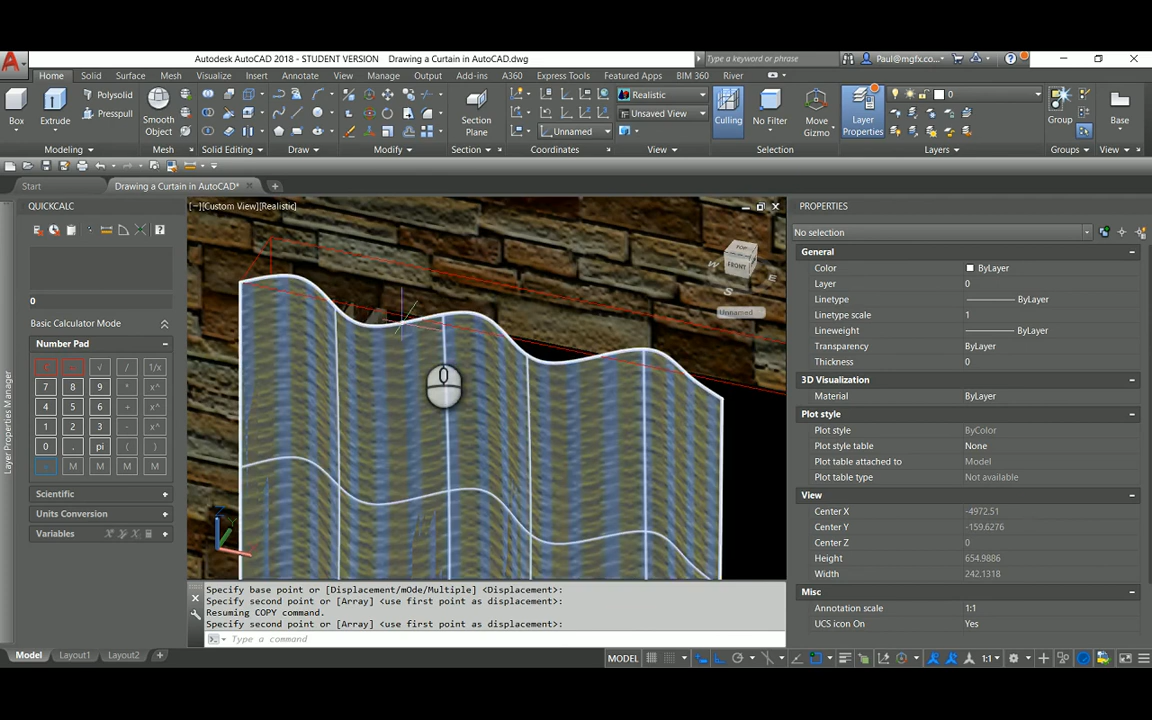 Autodesk AutoCAD 2018 - STUDENT VERSION Drawing a Curtain in AutoCAD.dwg
Type a keyword or phrase
Paul@mgfx.co...
Home Solid Surface Mesh Visualize Insert Annotate View Manage Output Add-ins A360 Express Tools Featured Apps BIM 360 River
Box
Extrude
Polysolid
Presspull
Smooth
Object
Section
Plane
Unnamed
Realistic
Unsaved View
Culling
No Filter
Move
Gizmo
Layer
Properties
0
Group
Base
Modeling
Mesh
Solid Editing
Draw
Modify
Section
Coordinates
View
Selection
Layers
Groups
View
Start
Drawing a Curtain in AutoCAD*
QUICKCALC
0
Basic Calculator Mode
Number Pad
√ / 1/x
7 8 9 * x^
4 5 6 + x^
1 2 3 -
0 . pi ( )
M M M M
Scientific
Units Conversion
Variables
Layer Properties Manager
[−][Custom View][Realistic]
TOP
FRONT
W
E
S
Unnamed
Z
Specify base point or [Displacement/mOde/Multiple] <Displacement>:
Specify second point or [Array] <use first point as displacement>:
Resuming COPY command.
Specify second point or [Array] <use first point as displacement>:
Type a command
PROPERTIES
No selection
General
Color ByLayer
Layer 0
Linetype ByLayer
Linetype scale 1
Lineweight ByLayer
Transparency ByLayer
Thickness 0
3D Visualization
Material ByLayer
Plot style
Plot style ByColor
Plot style table None
Plot table attached to Model
Plot table type Not available
View
Center X -4972.51
Center Y -159.6276
Center Z 0
Height 654.9886
Width 242.1318
Misc
Annotation scale 1:1
UCS icon On Yes
Model Layout1 Layout2
MODEL
1:1